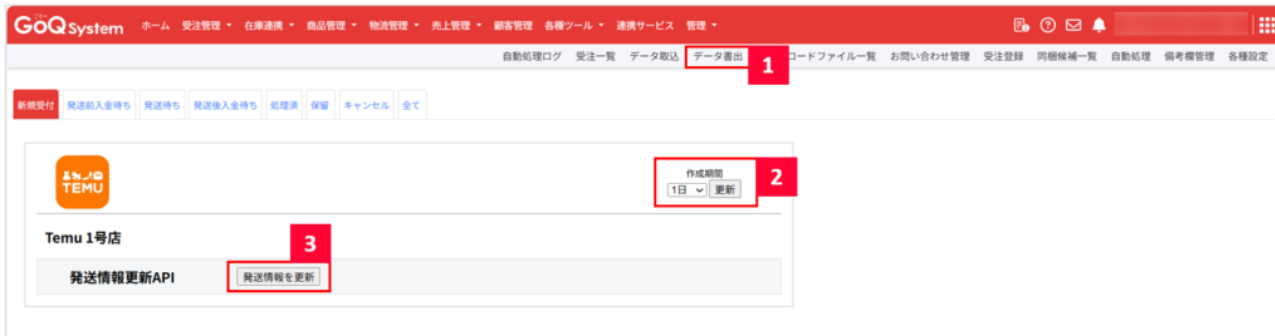 GoQSystem ホーム 受注管理 在庫連携 商品管理 物流管理 売上管理 顧客管理 各種ツール 連携サービス 管理
自動処理ログ 受注一覧 データ取込 データ書出 コードファイル一覧 お問い合わせ管理 受注登録 同梱候補一覧 自動処理 備考欄管理 各種設定
1
新規受付 発送前入金待ち 発送待ち 発送後入金待ち 処理済 保留 キャンセル 全て
TEMU
作成期間
1日 更新
2
Temu 1号店
3
発送情報更新API 発送情報を更新